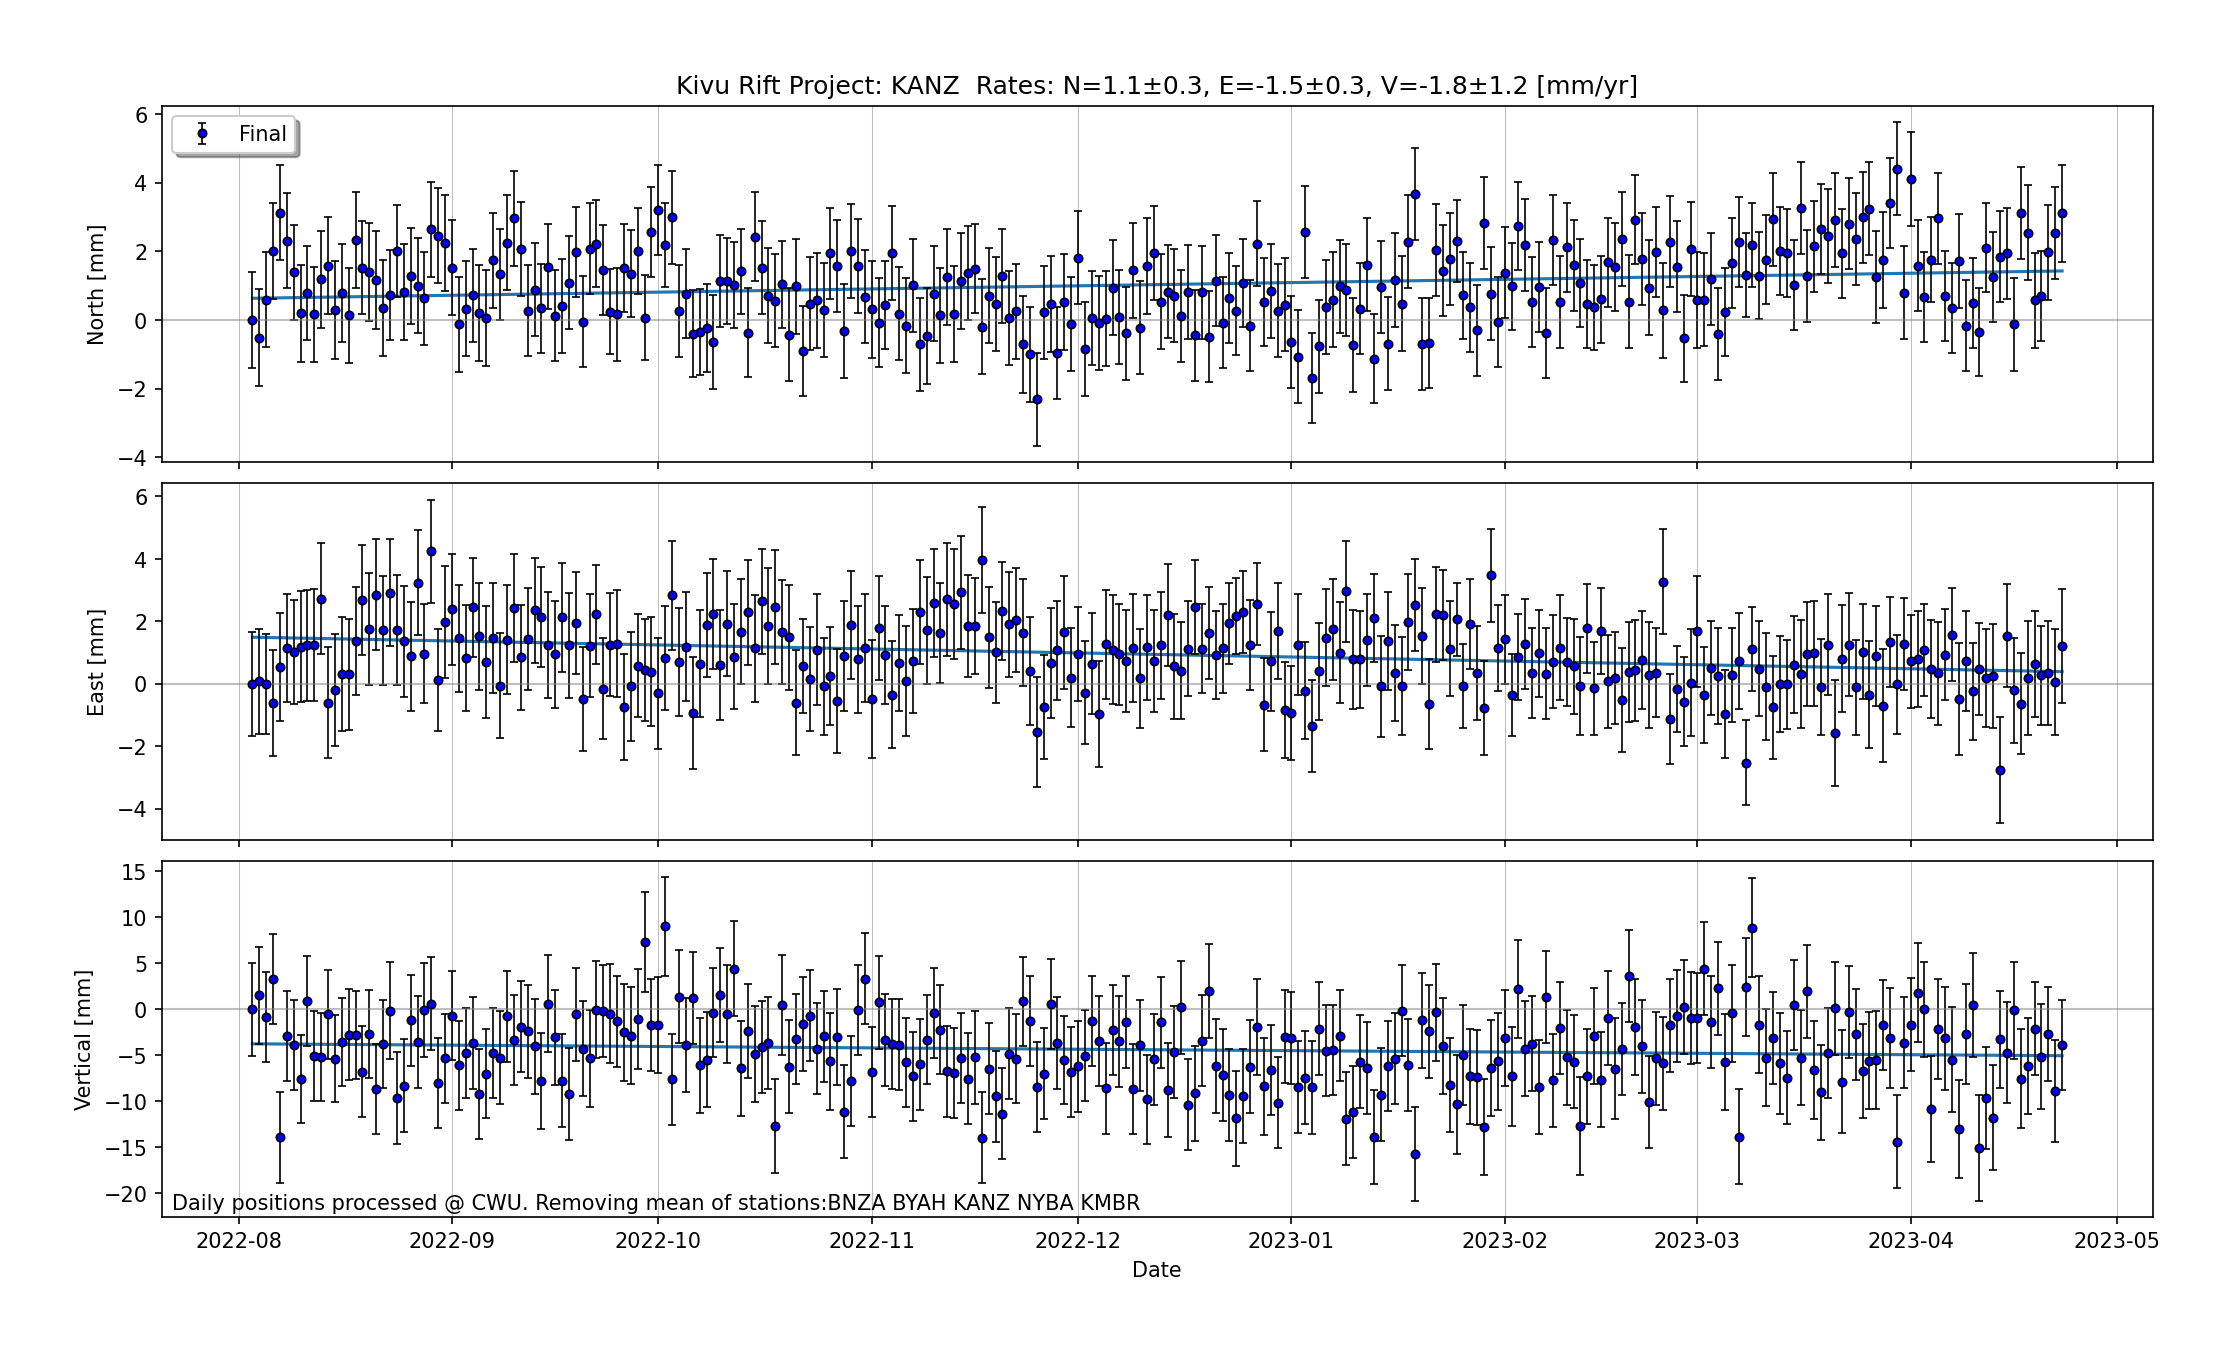 Kivu Rift Project: KANZ  Rates: N=1.1±0.3, E=-1.5±0.3, V=-1.8±1.2 [mm/yr]
Final
North [mm]
6
4
2
0
−2
−4
East [mm]
6
4
2
0
−2
−4
Vertical [mm]
15
10
5
0
−5
−10
−15
−20
Daily positions processed @ CWU. Removing mean of stations:BNZA BYAH KANZ NYBA KMBR
2022-08 2022-09 2022-10 2022-11 2022-12 2023-01 2023-02 2023-03 2023-04 2023-05
Date